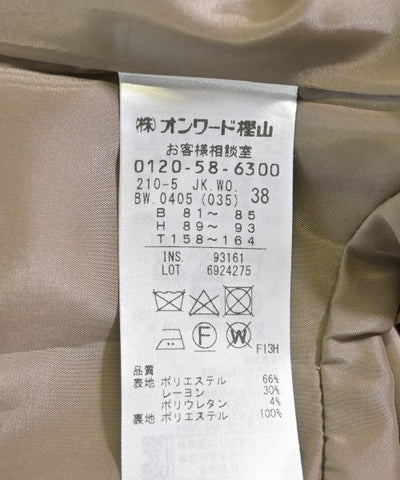 (株)オンワード樫山
お客様相談室
0120-58-6300
210-5 JK.WO.
BW.0405 (035) 38
B 81～ 85
H 89～ 93
T158～164
INS. 93161
LOT 6924275
F W
F13H
品質
表地 ポリエステル 66%
レーヨン 30%
ポリウレタン 4%
裏地 ポリエステル 100%